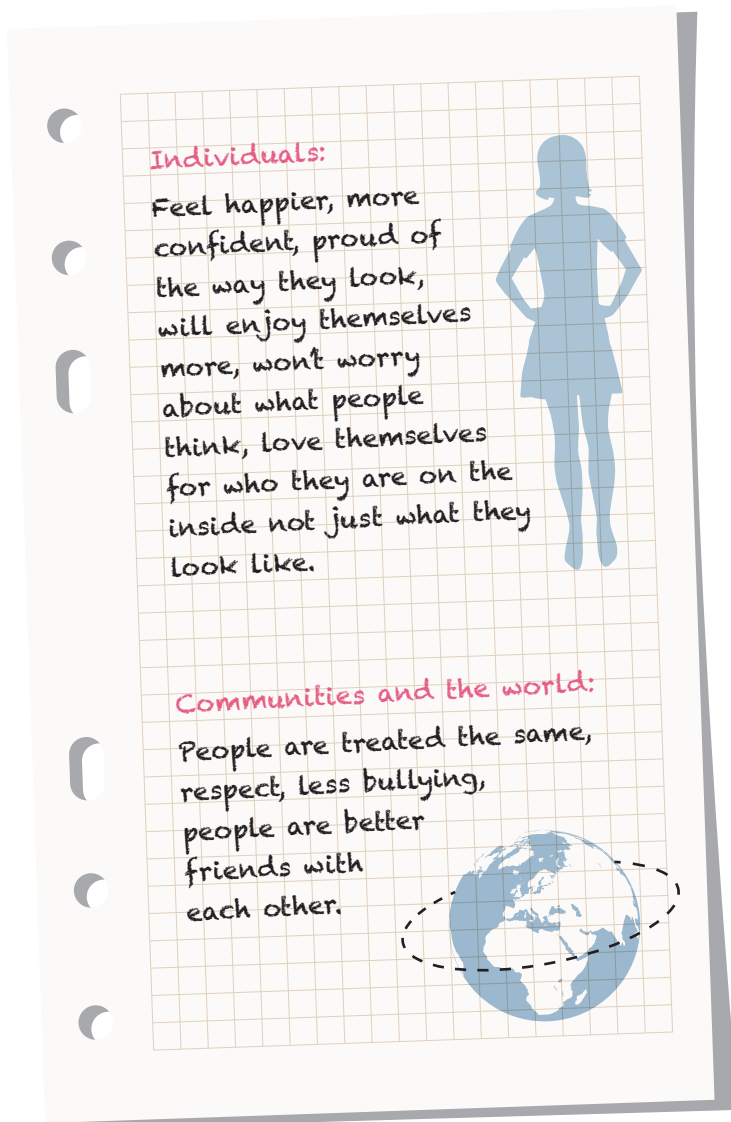 Individuals:
Feel happier, more
confident, proud of
the way they look,
will enjoy themselves
more, won't worry
about what people
think, love themselves
for who they are on the
inside not just what they
look like.
Communities and the world:
People are treated the same,
respect, less bullying,
people are better
friends with
each other.